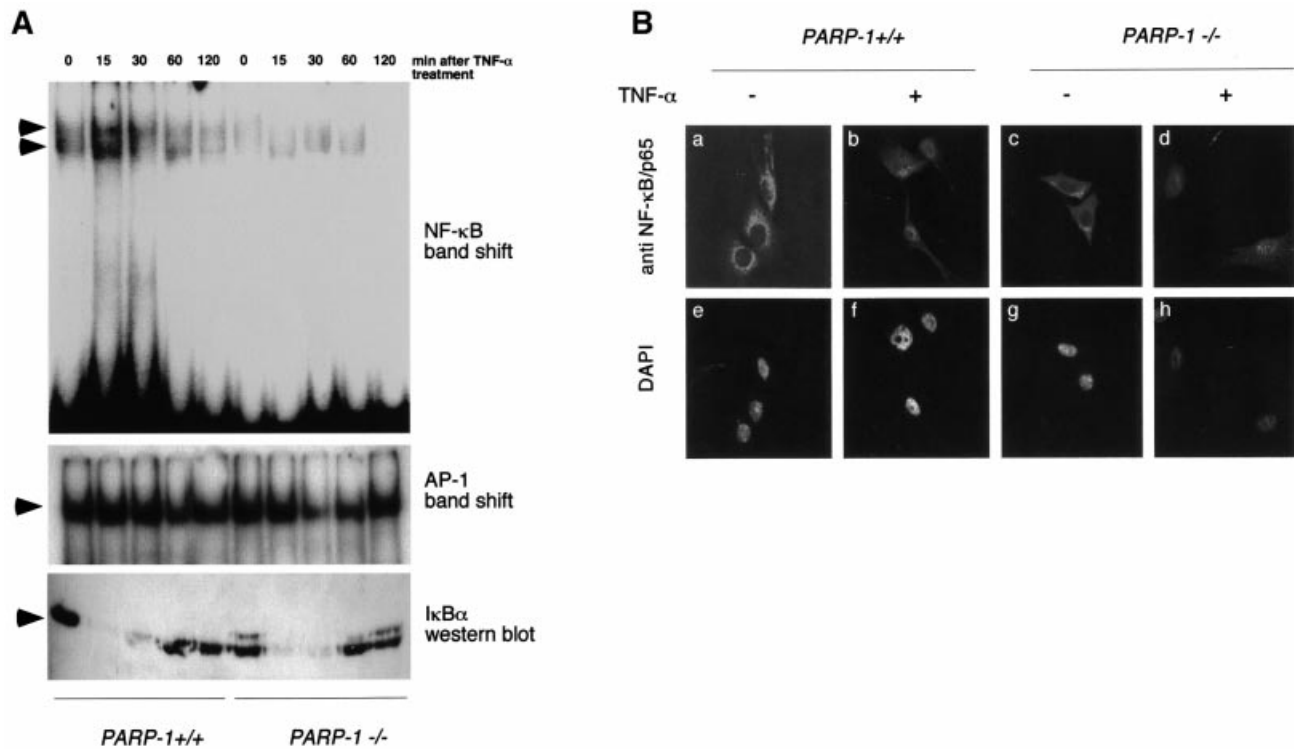 A
0 15 30 60 120 0 15 30 60 120 min after TNF-α
treatment
NF-κB
band shift
AP-1
band shift
IκBα
western blot
PARP-1+/+ PARP-1 -/-
B
PARP-1+/+ PARP-1 -/-
TNF-α - + - +
anti NF-κB/p65
a b c d
DAPI
e f g h